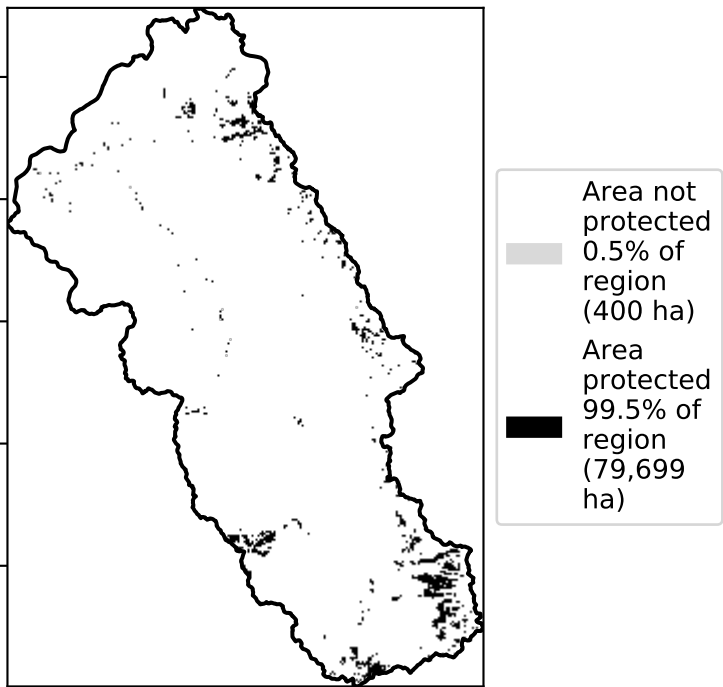 Area not
protected
0.5% of
region
(400 ha)
Area
protected
99.5% of
region
(79,699
ha)